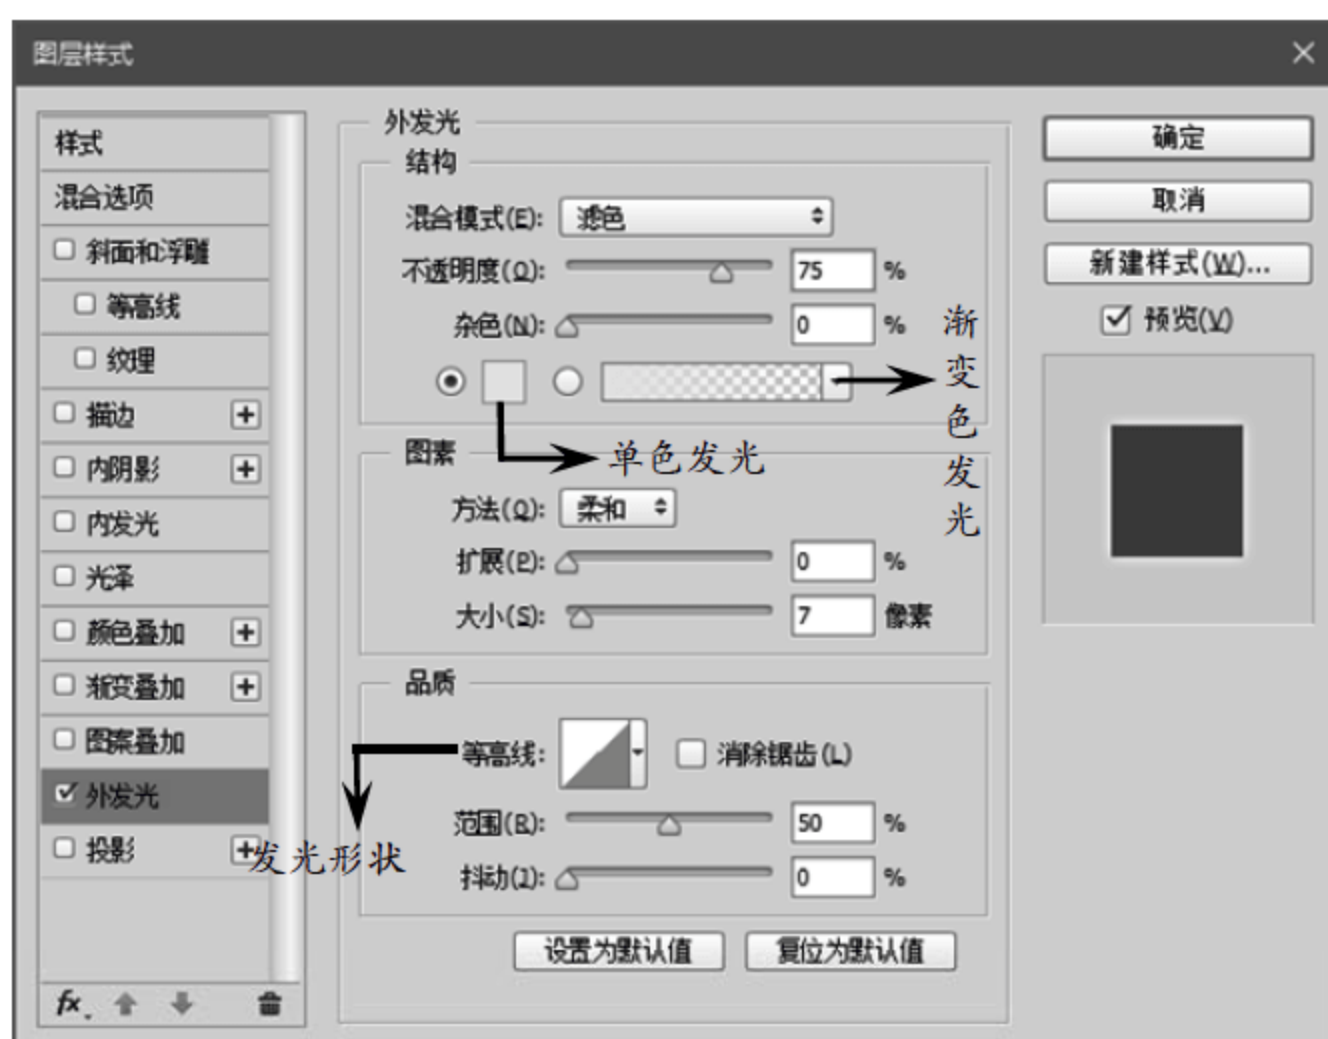 图层样式
样式
混合选项
斜面和浮雕
等高线
纹理
描边
内阴影
内发光
光泽
颜色叠加
渐变叠加
图案叠加
外发光
投影
fx
外发光
结构
混合模式(E): 滤色
不透明度(O): 75 %
杂色(N): 0 %
渐变色发光
单色发光
图素
方法(Q): 柔和
扩展(P): 0 %
大小(S): 7 像素
品质
等高线: 消除锯齿(L)
发光形状
范围(R): 50 %
抖动(J): 0 %
设置为默认值 复位为默认值
确定
取消
新建样式(W)...
预览(V)